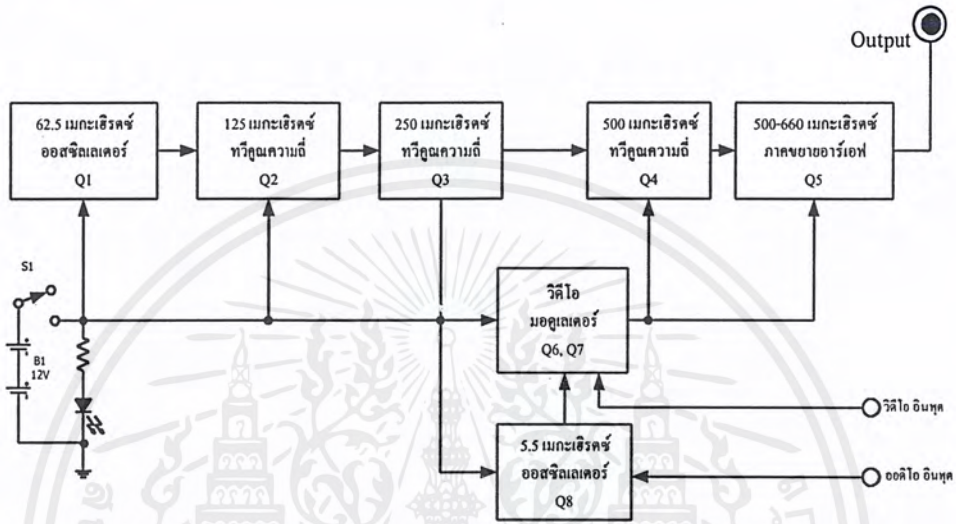 Output
62.5 เมกะเฮิรตซ์
ออสซิลเลเตอร์
Q1
125 เมกะเฮิรตซ์
ทวีคูณความถี่
Q2
250 เมกะเฮิรตซ์
ทวีคูณความถี่
Q3
500 เมกะเฮิรตซ์
ทวีคูณความถี่
Q4
500-660 เมกะเฮิรตซ์
ภาคขยายอาร์เอฟ
Q5
S1
B1
12V
วิดีโอ
มอดูเลเตอร์
Q6, Q7
วิดีโอ อินพุต
5.5 เมกะเฮิรตซ์
ออสซิลเลเตอร์
Q8
ออดิโอ อินพุต